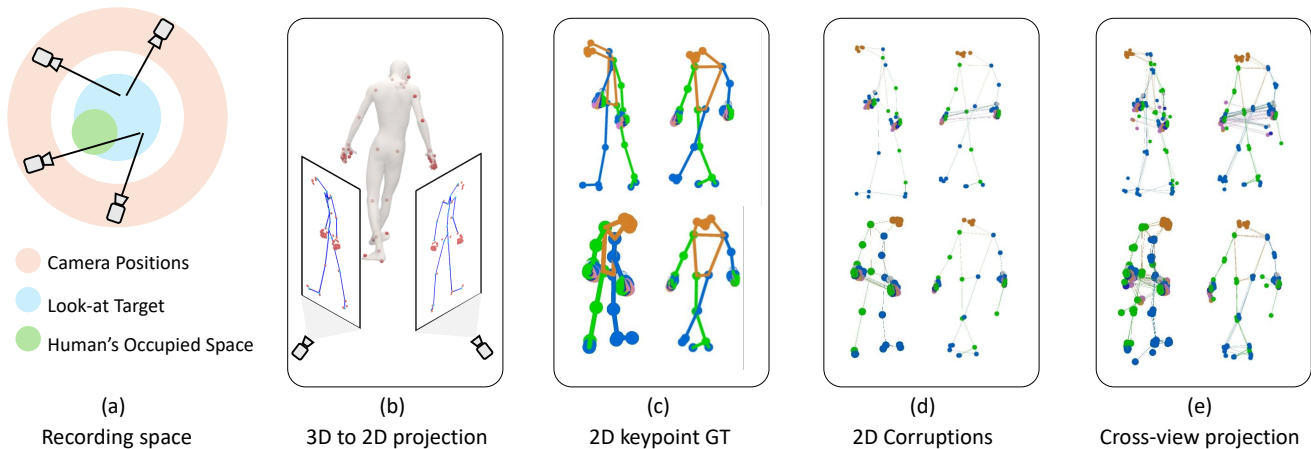 Camera Positions
Look-at Target
Human's Occupied Space
(a)
Recording space
(b)
3D to 2D projection
(c)
2D keypoint GT
(d)
2D Corruptions
(e)
Cross-view projection